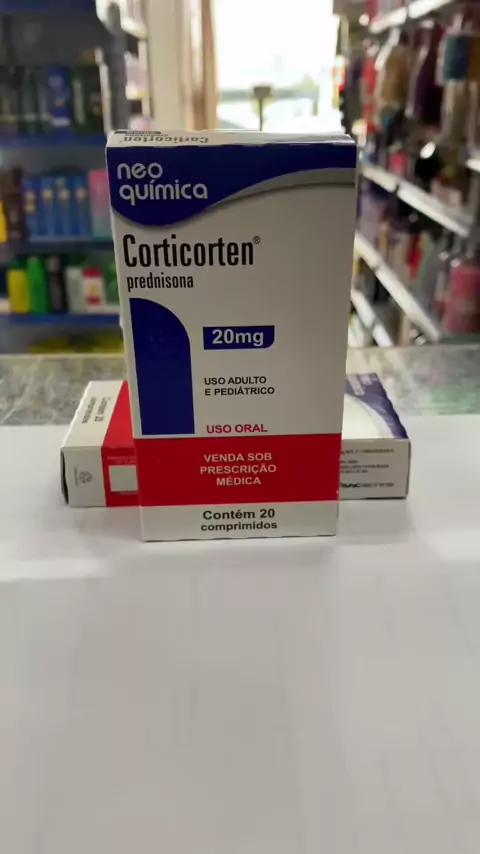 Corticorten
neo
química
Corticorten®
prednisona
20mg
USO ADULTO
E PEDIÁTRICO
USO ORAL
VENDA SOB
PRESCRIÇÃO
MÉDICA
Contém 20
comprimidos